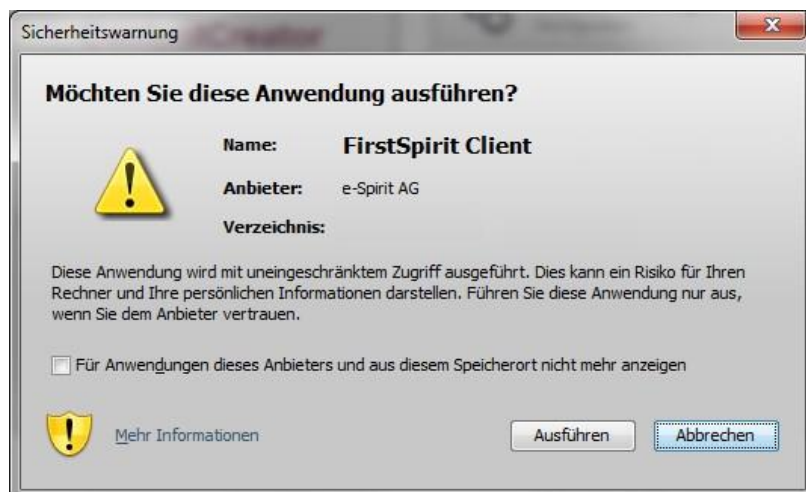 Sicherheitswarnung
Creator
Möchten Sie diese Anwendung ausführen?
Name: FirstSpirit Client
Anbieter: e-Spirit AG
Verzeichnis:
Diese Anwendung wird mit uneingeschränktem Zugriff ausgeführt. Dies kann ein Risiko für Ihren
Rechner und Ihre persönlichen Informationen darstellen. Führen Sie diese Anwendung nur aus,
wenn Sie dem Anbieter vertrauen.
Für Anwendungen dieses Anbieters und aus diesem Speicherort nicht mehr anzeigen
Mehr Informationen
Ausführen
Abbrechen